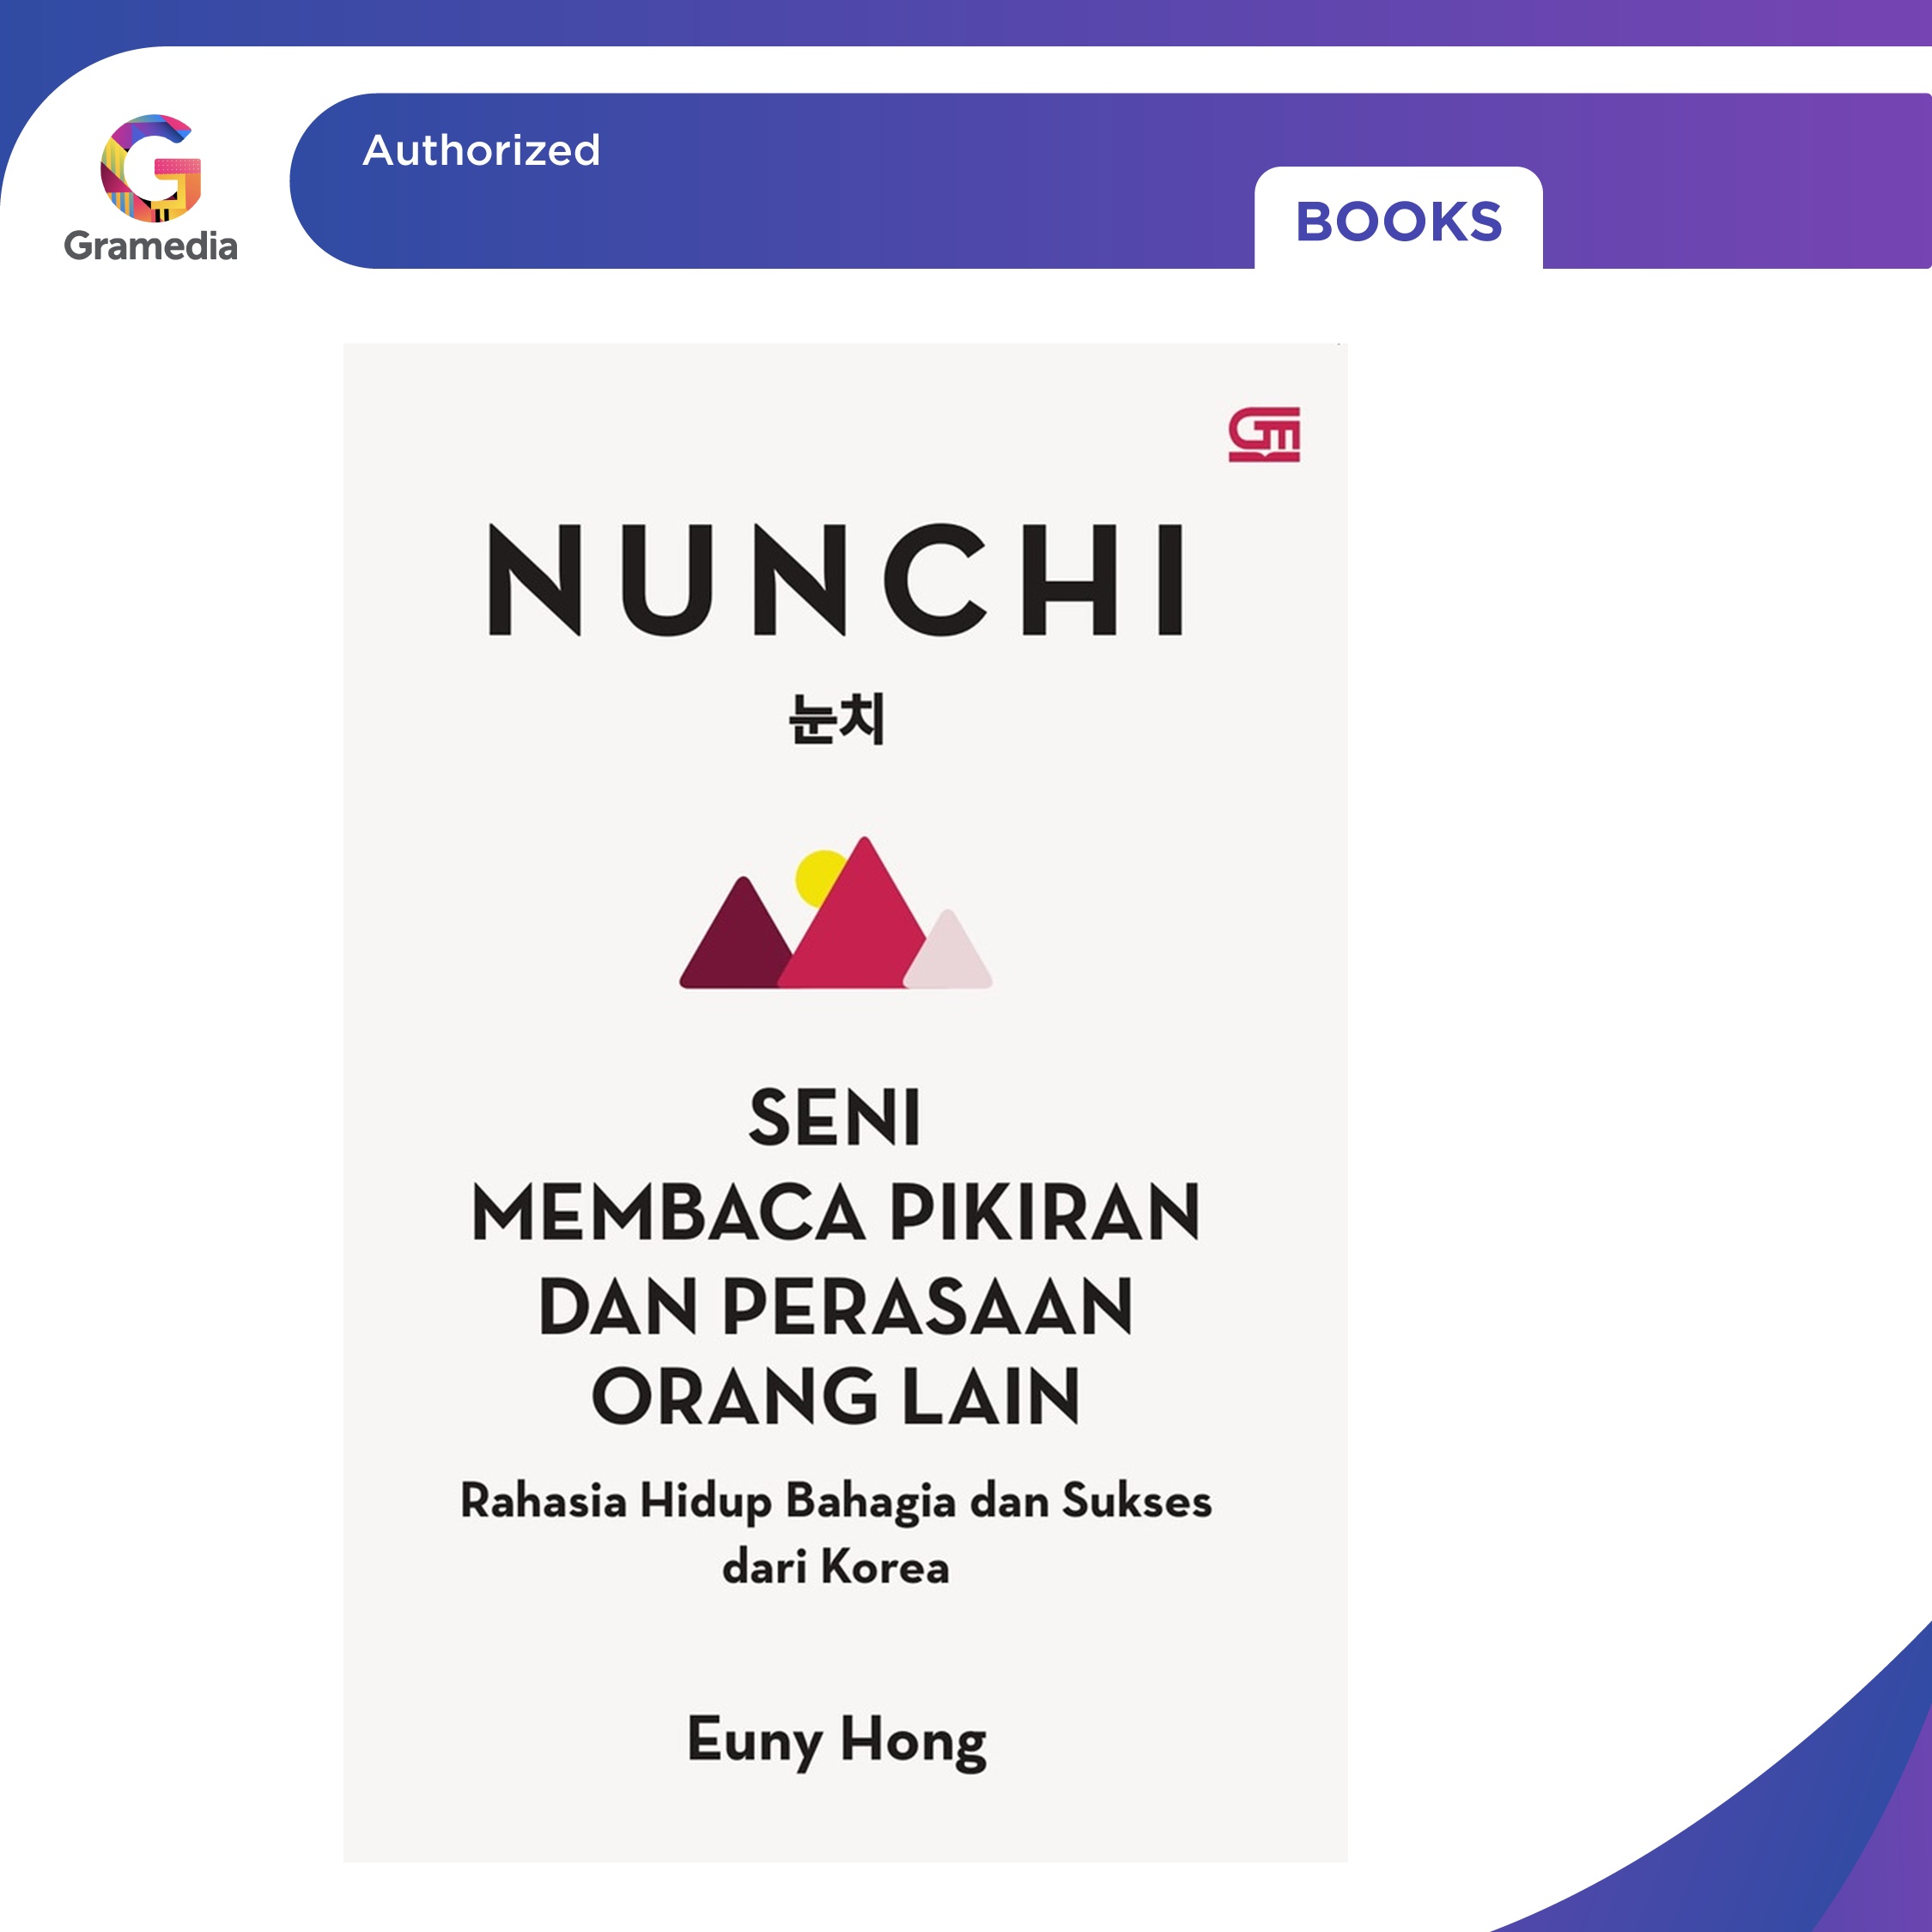 Authorized
BOOKS
Gramedia
NUNCHI
눈치
SENI
MEMBACA PIKIRAN
DAN PERASAAN
ORANG LAIN
Rahasia Hidup Bahagia dan Sukses
dari Korea
Euny Hong